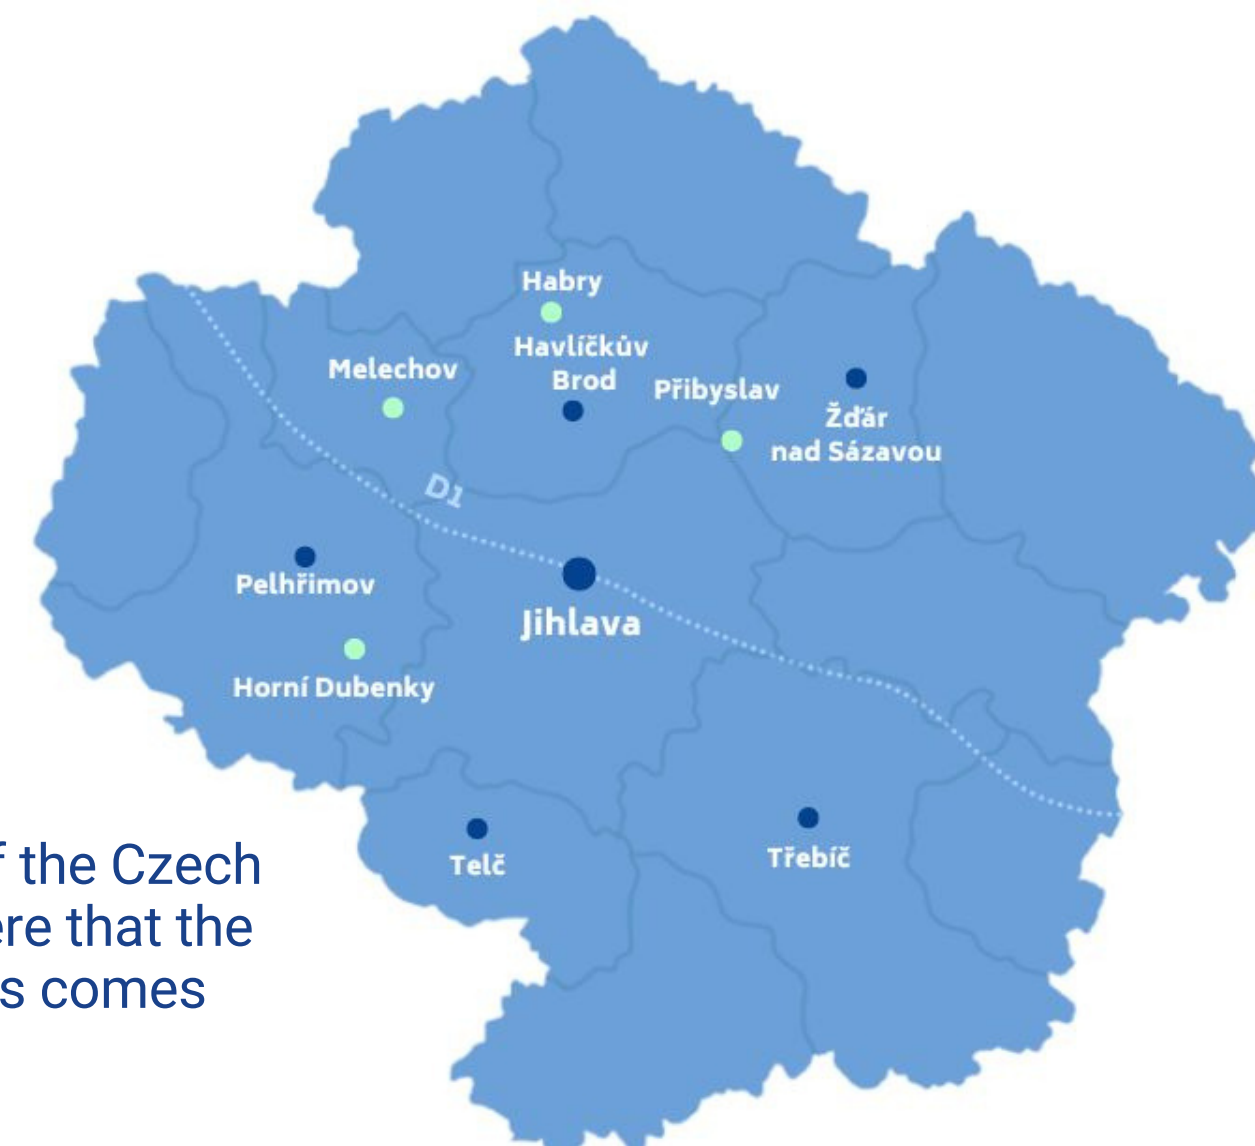 Habry
Havlíčkův
Brod
Melechov
Přibyslav
Žďár
nad Sázavou
D1
Pelhřimov
Jihlava
Horní Dubenky
Telč
Třebíč
the Czech
that the
comes